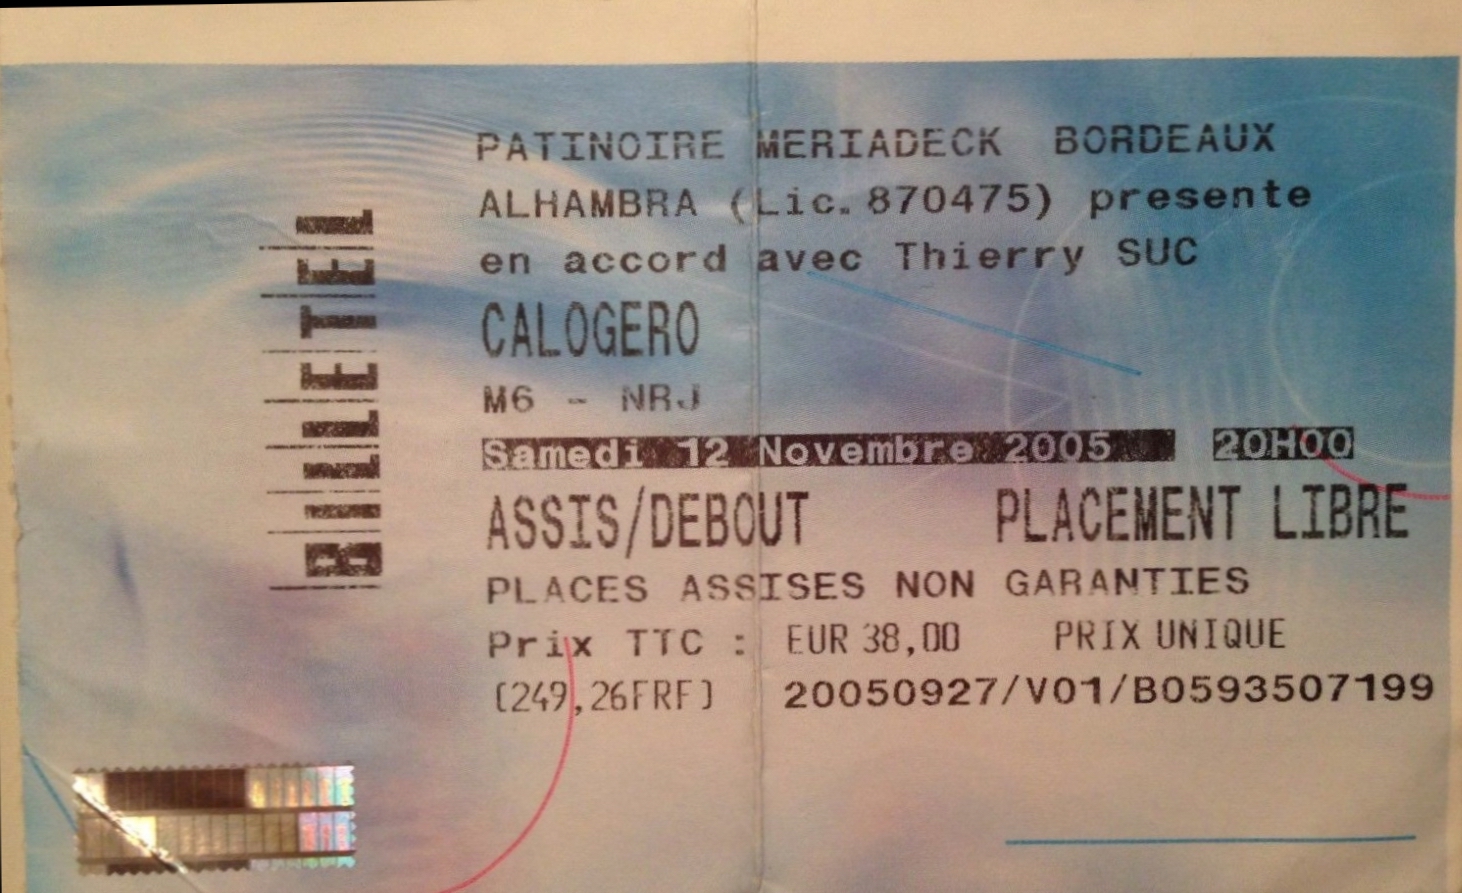 BILLETEL
PATINOIRE MERIADECK BORDEAUX
ALHAMBRA (Lic. 870475) presente
en accord avec Thierry SUC
CALOGERO
M6 - NRJ
Samedi 12 Novembre 2005 20H00
ASSIS/DEBOUT PLACEMENT LIBRE
PLACES ASSISES NON GARANTIES
Prix TTC : EUR 38,00 PRIX UNIQUE
(249,26FRF) 20050927/V01/B0593507199